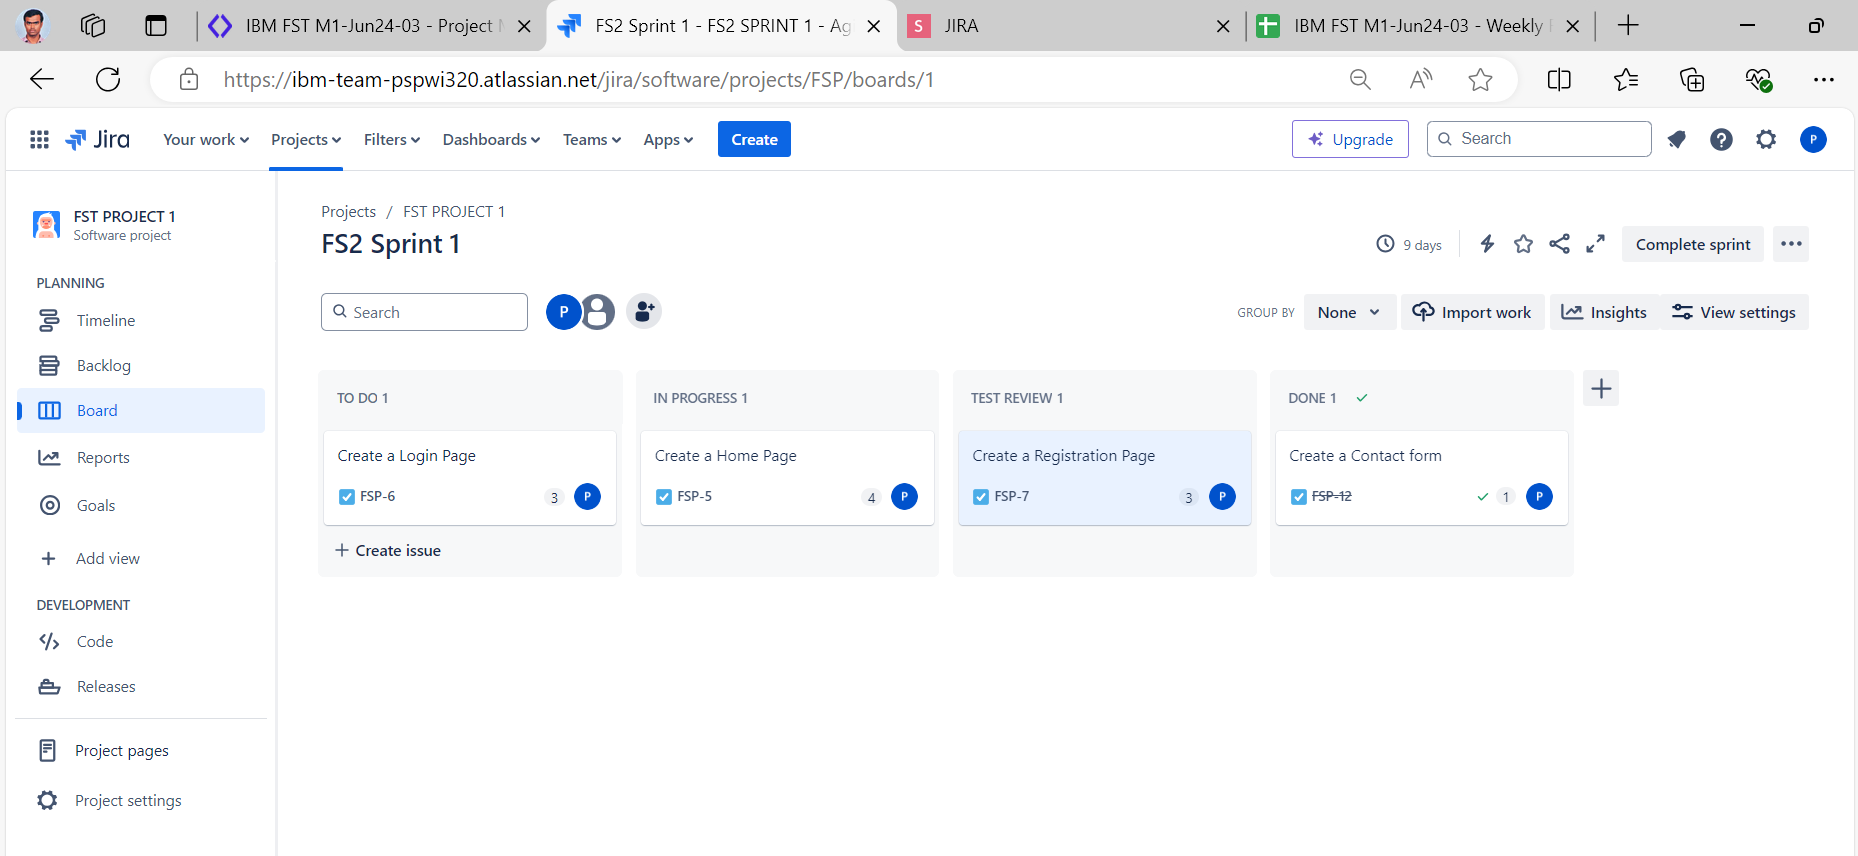 IBM FST M1-Jun24-03 - Project
FS2 Sprint 1 - FS2 SPRINT 1 - Ag
S JIRA
IBM FST M1-Jun24-03 - Weekly
https://ibm-team-pspwi320.atlassian.net/jira/software/projects/FSP/boards/1
Jira
Your work
Projects
Filters
Dashboards
Teams
Apps
Create
Upgrade
Search
P
FST PROJECT 1
Software project
PLANNING
Timeline
Backlog
Board
Reports
Goals
Add view
DEVELOPMENT
Code
Releases
Project pages
Project settings
Projects / FST PROJECT 1
FS2 Sprint 1
9 days
Complete sprint
Search
P
GROUP BY
None
Import work
Insights
View settings
TO DO 1
Create a Login Page
FSP-6 3 P
+ Create issue
IN PROGRESS 1
Create a Home Page
FSP-5 4 P
TEST REVIEW 1
Create a Registration Page
FSP-7 3 P
DONE 1
Create a Contact form
FSP-12 1 P